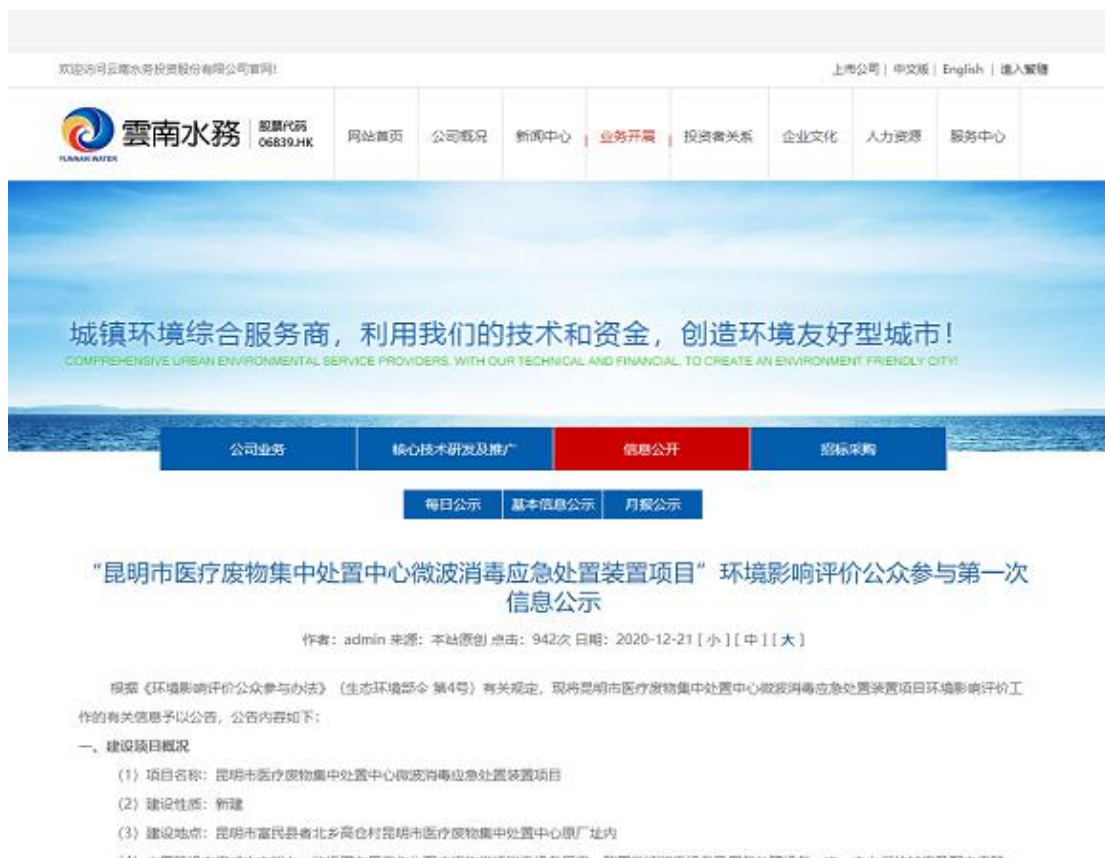 欢迎访问云南水务投资股份有限公司官网!
上市公司 | 中文版 | English | 進入繁體
雲南水務
YUNNAN WATER
股票代码
06839.HK
网站首页 公司概况 新闻中心 业务开展 投资者关系 企业文化 人力资源 服务中心
城镇环境综合服务商，利用我们的技术和资金，创造环境友好型城市！
COMPREHENSIVE URBAN ENVIRONMENTAL SERVICE PROVIDERS. WITH OUR TECHNICAL AND FINANCIAL, TO CREATE AN ENVIRONMENT FRIENDLY CITY!
公司业务 核心技术研发及推广 信息公开 招标采购
每日公示 基本信息公示 月报公示
“昆明市医疗废物集中处置中心微波消毒应急处置装置项目”环境影响评价公众参与第一次
信息公示
作者：admin 来源：本站原创 点击：942次 日期：2020-12-21 [ 小 ] [ 中 ] [ 大 ]
根据《环境影响评价公众参与办法》（生态环境部令 第4号）有关规定，现将昆明市医疗废物集中处置中心微波消毒应急处置装置项目环境影响评价工
作的有关信息予以公告，公告内容如下：
一、建设项目概况
（1）项目名称：昆明市医疗废物集中处置中心微波消毒应急处置装置项目
（2）建设性质：新建
（3）建设地点：昆明市富民县者北乡高仓村昆明市医疗废物集中处置中心原厂址内